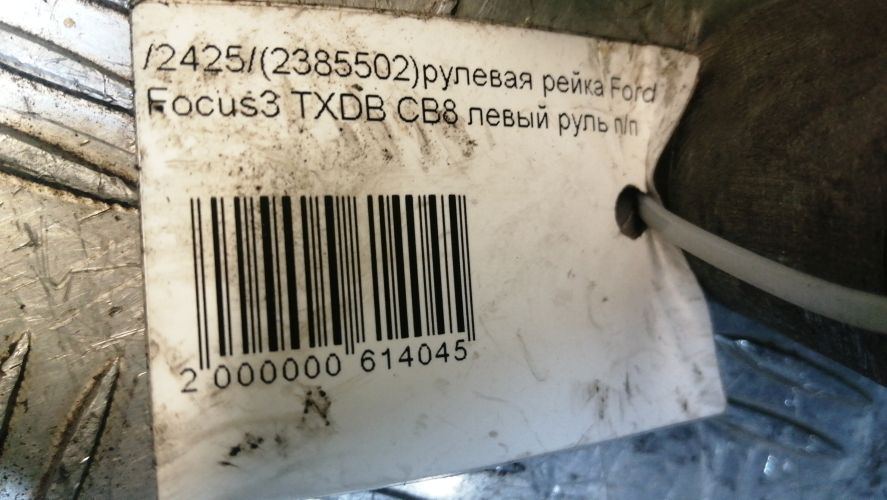 /2425/(2385502)рулевая рейка Ford
Focus3 TXDB CB8 левый руль п/п
2 000000 614045